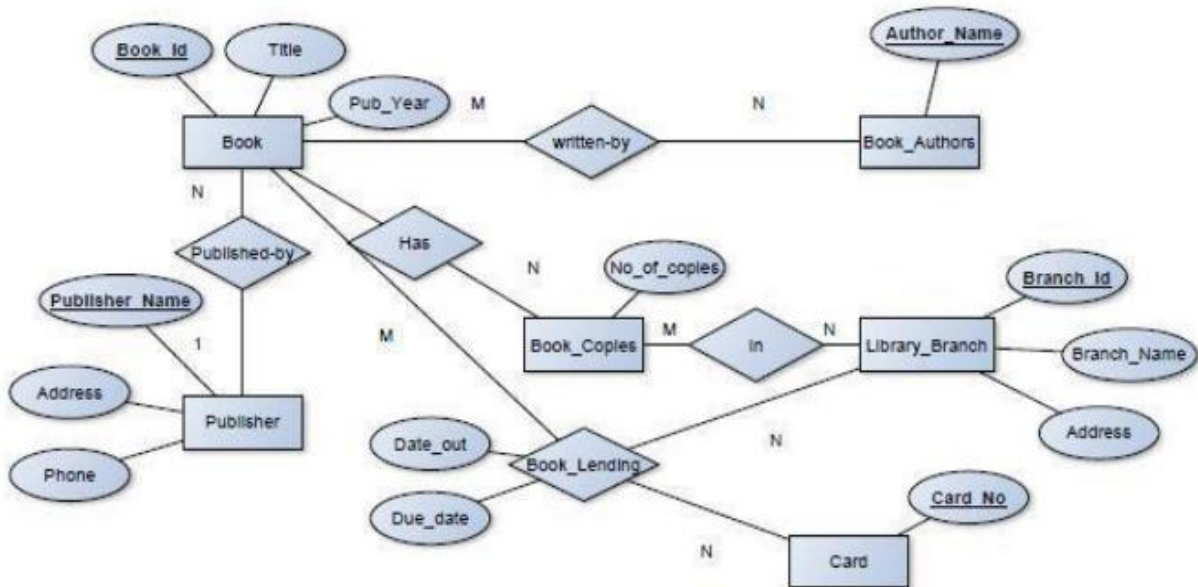 Author_Name
Book_Id
Title
Pub_Year
M
N
Book
written-by
Book_Authors
N
Has
Published-by
N
No_of_copies
Branch_Id
Publisher_Name
M
Book_Copies
M
In
N
Library_Branch
Branch_Name
1
Address
Publisher
Date_out
N
Address
Book_Lending
Phone
Due_date
Card_No
N
Card